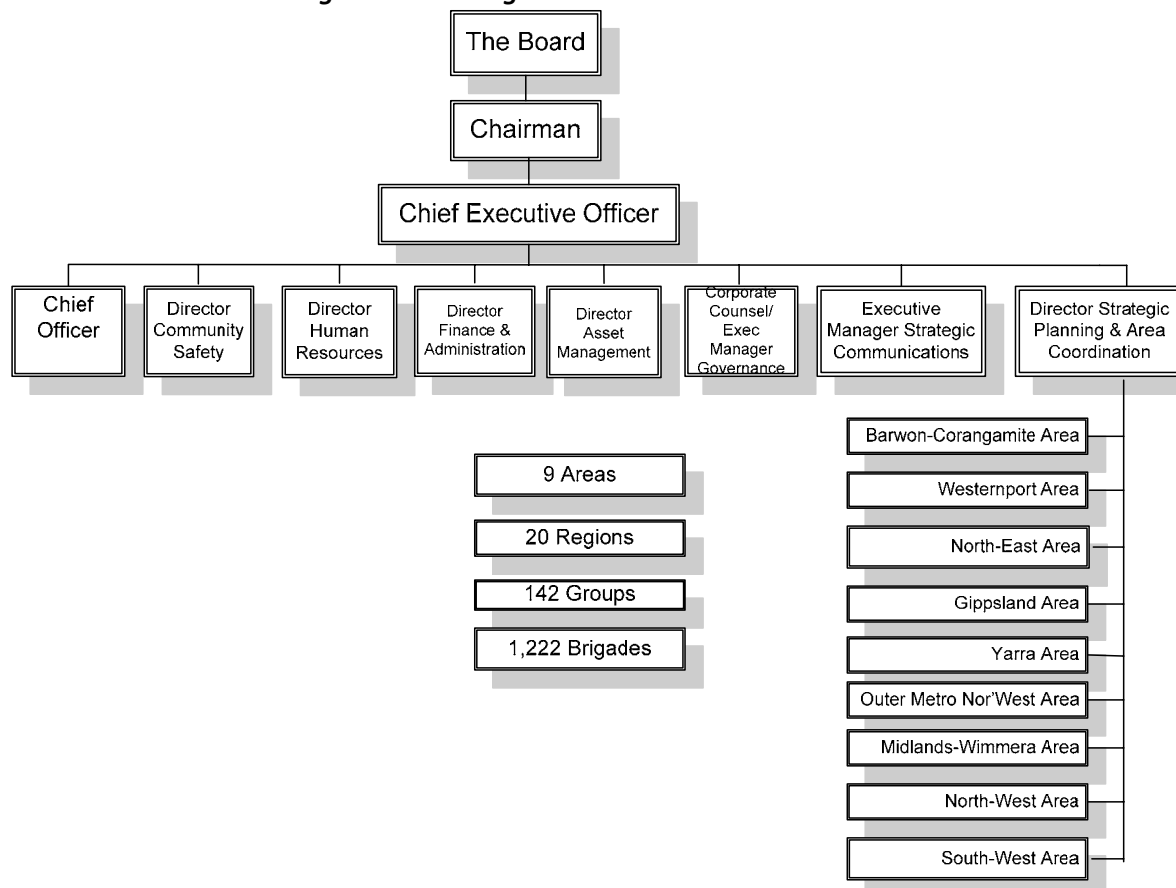 The Board
Chairman
Chief Executive Officer
Chief
Officer
Director
Community
Safety
Director
Human
Resources
Director
Finance &
Administration
Director
Asset
Management
Corporate
Counsel/
Exec
Manager
Governance
Executive
Manager Strategic
Communications
Director Strategic
Planning & Area
Coordination
9 Areas
20 Regions
142 Groups
1,222 Brigades
Barwon-Corangamite Area
Westernport Area
North-East Area
Gippsland Area
Yarra Area
Outer Metro Nor'West Area
Midlands-Wimmera Area
North-West Area
South-West Area